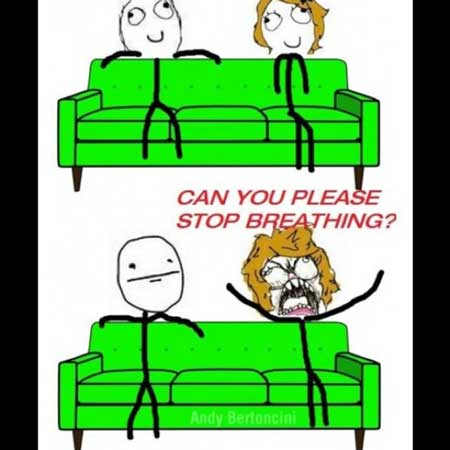 CAN YOU PLEASE
STOP BREATHING?
Andy Bertoncini